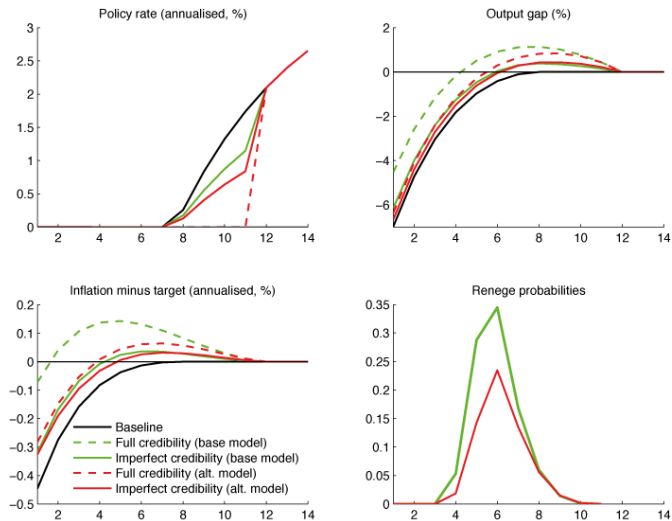 Policy rate (annualised, %)
3
2.5
2
1.5
1
0.5
0
2 4 6 8 10 12 14
Output gap (%)
2
0
−2
−4
−6
2 4 6 8 10 12 14
Inflation minus target (annualised, %)
0.2
0.1
0
−0.1
−0.2
−0.3
−0.4
−0.5
Baseline
Full credibility (base model)
Imperfect credibility (base model)
Full credibility (alt. model)
Imperfect credibility (alt. model)
2 4 6 8 10 12 14
Renege probabilities
0.35
0.3
0.25
0.2
0.15
0.1
0.05
0
2 4 6 8 10 12 14